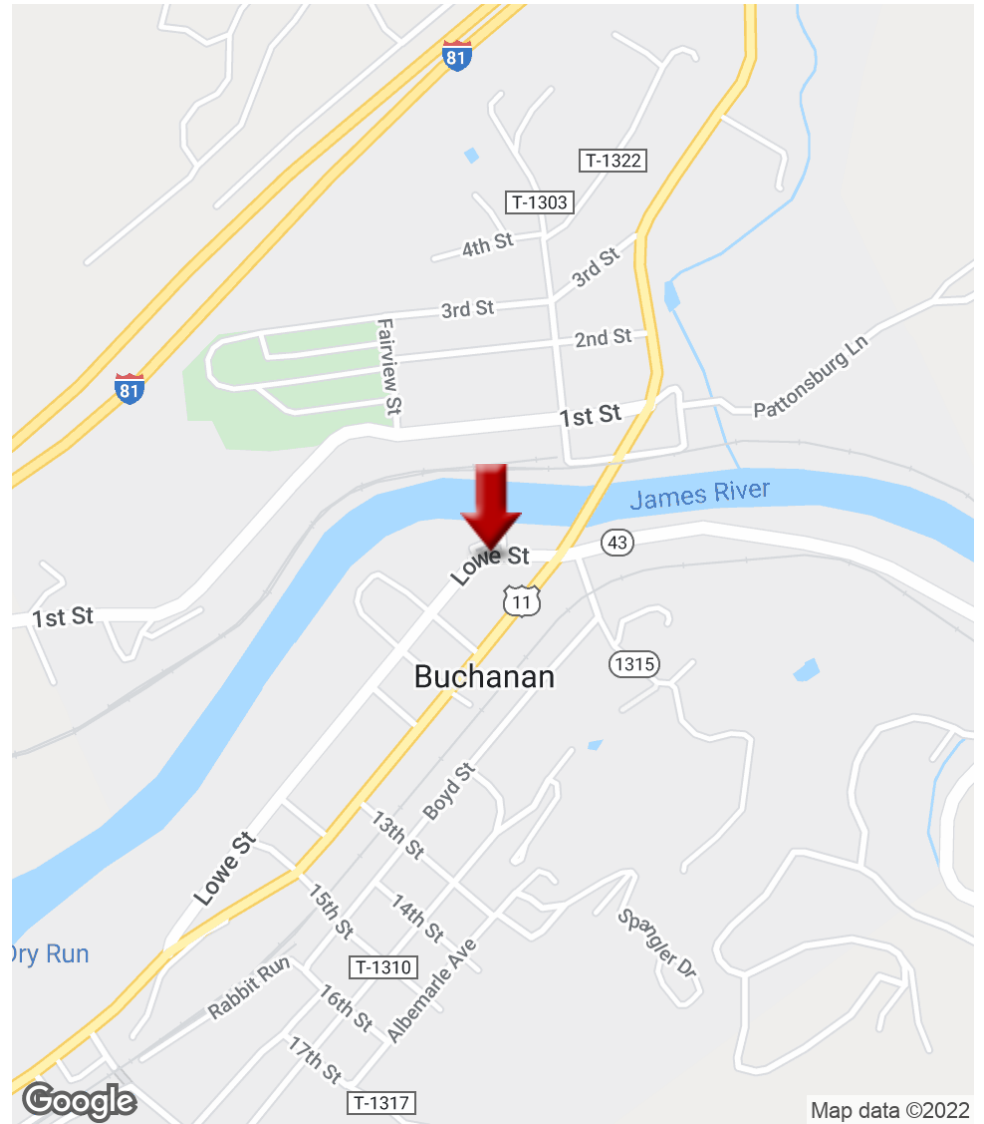 81
T-1322
T-1303
4th St
3rd St
3rd St
Fairview St
2nd St
81
Pattonsburg Ln
1st St
James River
43
Lowe St
11
1st St
1315
Buchanan
Boyd St
13th St
Lowe St
15th St
14th St
Spangler Dr
Dry Run
T-1310
Rabbit Run
16th St
Albemarle Ave
17th St
Google
T-1317
Map data ©2022